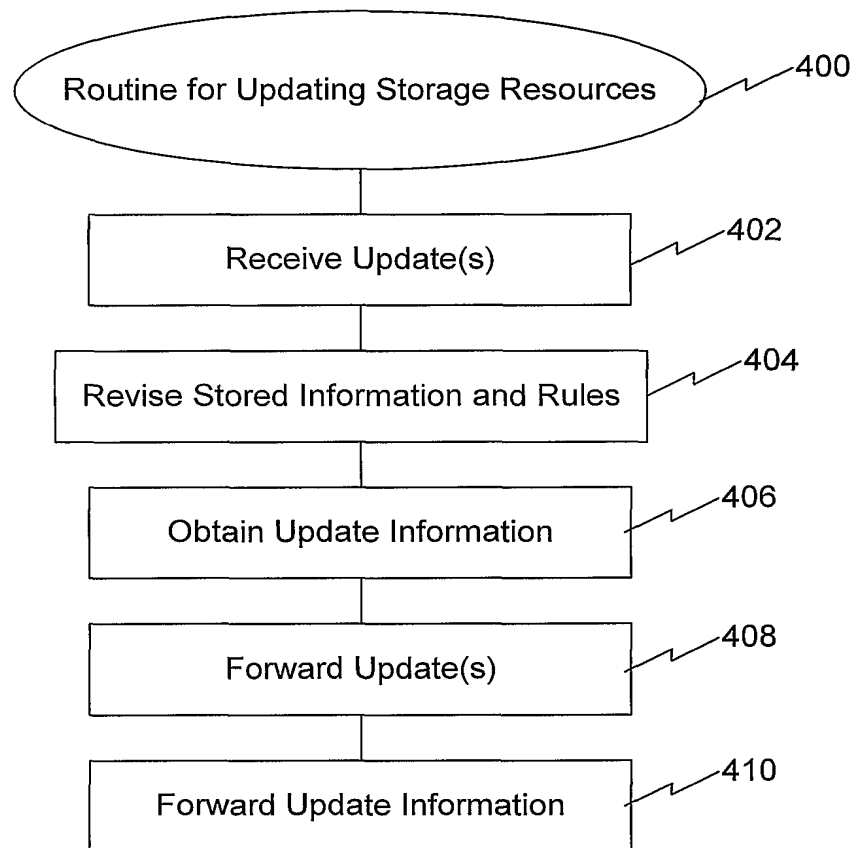 Routine for Updating Storage Resources
400
Receive Update(s)
402
Revise Stored Information and Rules
404
Obtain Update Information
406
Forward Update(s)
408
Forward Update Information
410